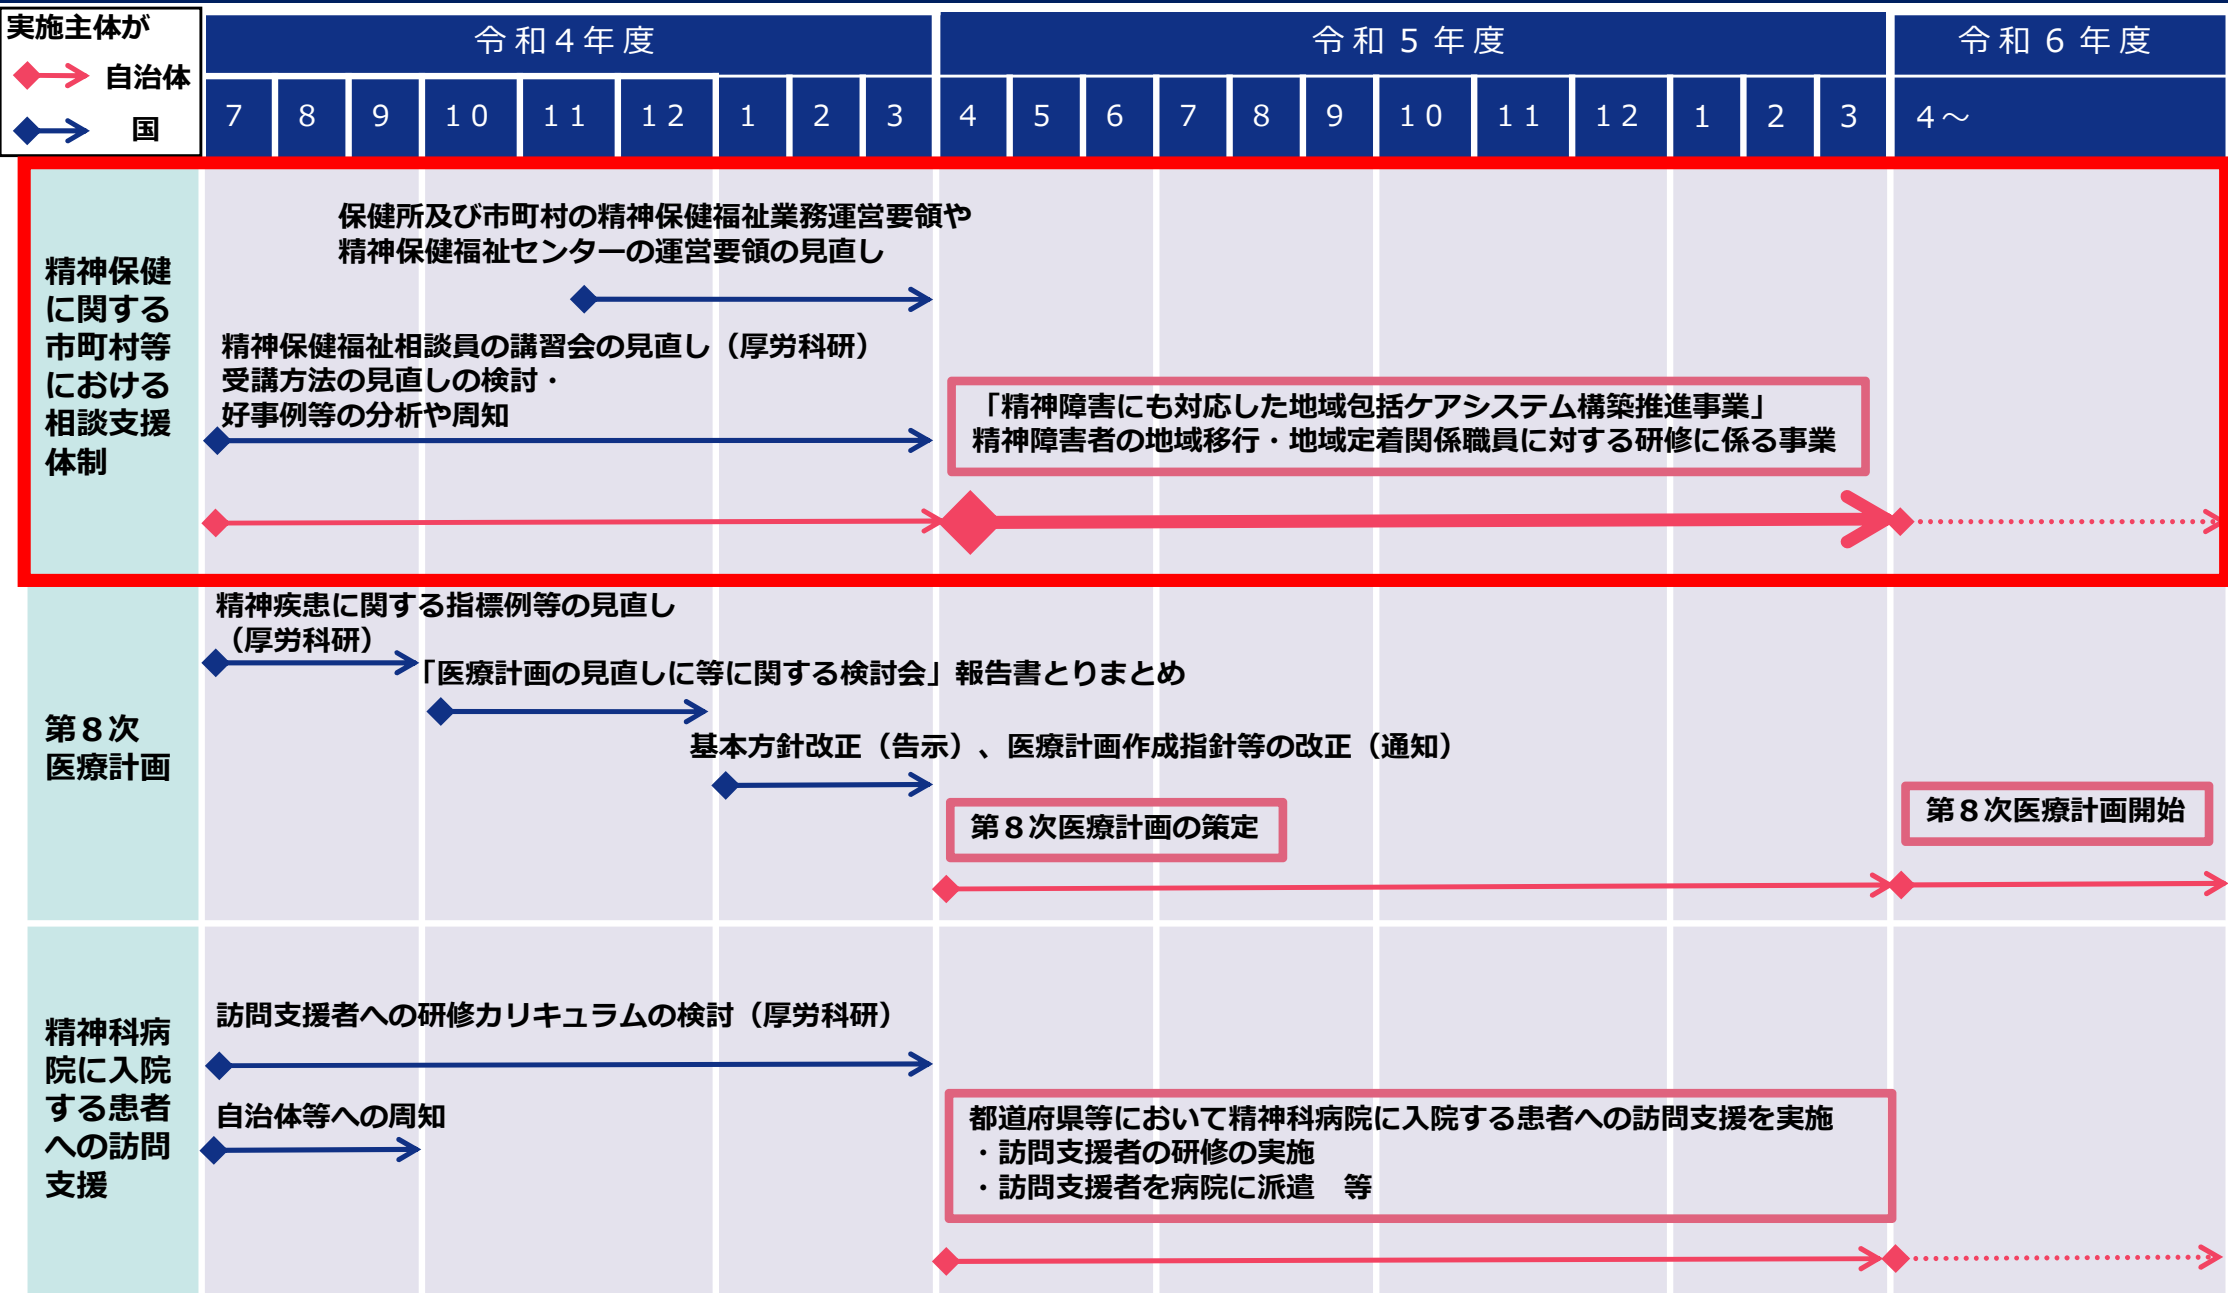 実施主体が
自治体
国
令和４年度
令和５年度
令和６年度
7 8 9 10 11 12 1 2 3 4 5 6 7 8 9 10 11 12 1 2 3 4～
精神保健
に関する
市町村等
における
相談支援
体制
保健所及び市町村の精神保健福祉業務運営要領や
精神保健福祉センターの運営要領の見直し
精神保健福祉相談員の講習会の見直し（厚労科研）
受講方法の見直しの検討・
好事例等の分析や周知
「精神障害にも対応した地域包括ケアシステム構築推進事業」
精神障害者の地域移行・地域定着関係職員に対する研修に係る事業
第８次
医療計画
精神疾患に関する指標例等の見直し
（厚労科研）
「医療計画の見直しに等に関する検討会」報告書とりまとめ
基本方針改正（告示）、医療計画作成指針等の改正（通知）
第８次医療計画の策定
第８次医療計画開始
精神科病
院に入院
する患者
への訪問
支援
訪問支援者への研修カリキュラムの検討（厚労科研）
自治体等への周知
都道府県等において精神科病院に入院する患者への訪問支援を実施
・訪問支援者の研修の実施
・訪問支援者を病院に派遣　等